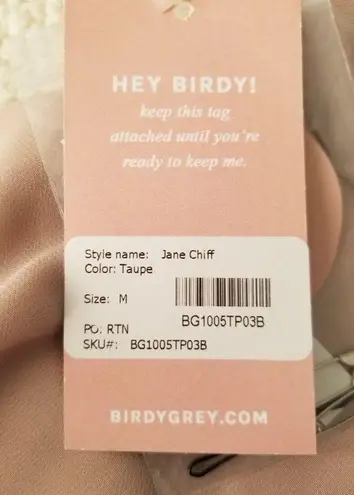 HEY BIRDY!
keep this tag
attached until you're
ready to keep me.
Style name: Jane Chiff
Color: Taupe
Size: M
BG1005TP03B
PO: RTN
SKU#: BG1005TP03B
BIRDYGREY.COM